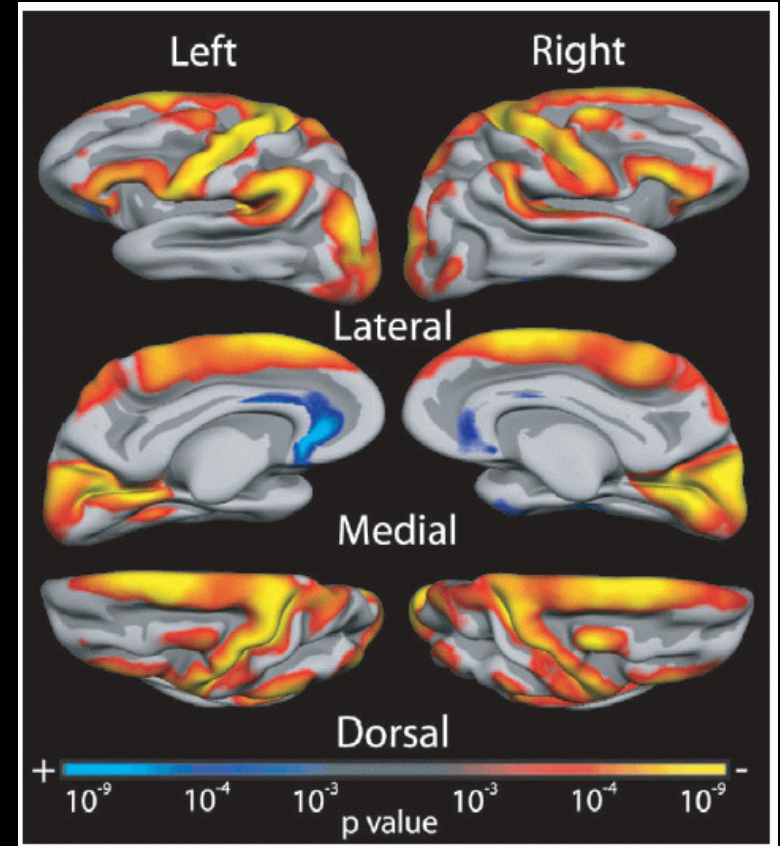 Left Right
Lateral
Medial
Dorsal
+ -
10⁻⁹ 10⁻⁴ 10⁻³ 10⁻³ 10⁻⁴ 10⁻⁹
p value